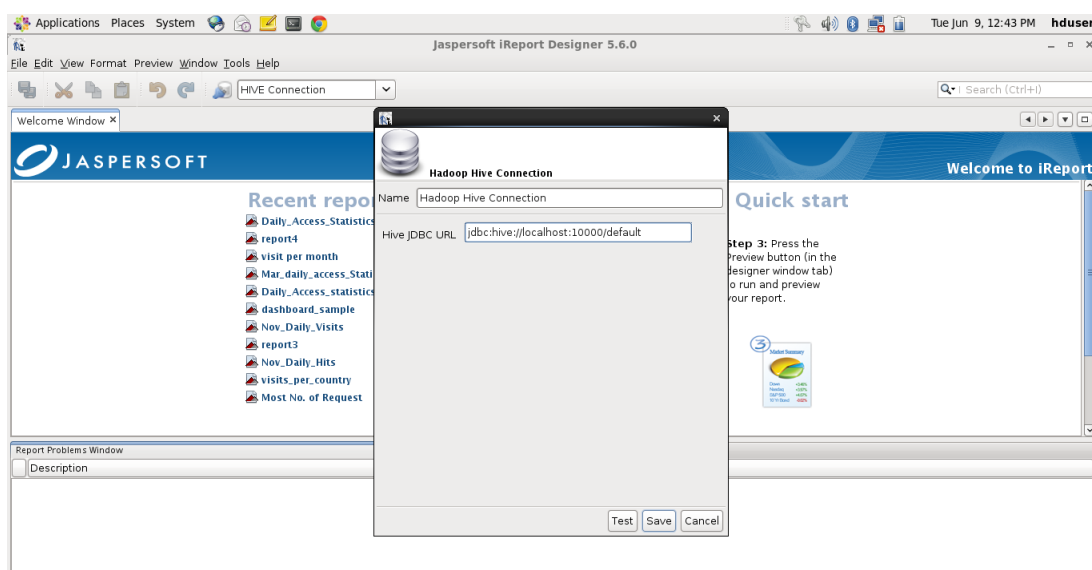 Applications Places System Tue Jun 9, 12:43 PM hduser
Jaspersoft iReport Designer 5.6.0
File Edit View Format Preview Window Tools Help
HIVE Connection Search (Ctrl+I)
Welcome Window
JASPERSOFT
Welcome to iReport
Hadoop Hive Connection
Name Hadoop Hive Connection
Hive JDBC URL jdbc:hive://localhost:10000/default
Recent repo
Daily_Access_Statistics
report4
visit per month
Mar_daily_access_Stati
Daily_Access_statistics
dashboard_sample
Nov_Daily_Visits
report3
Nov_Daily_Hits
visits_per_country
Most No. of Request
Quick start
Step 3: Press the
Preview button (in the
designer window tab)
to run and preview
your report.
3
Market Summary
Test Save Cancel
Report Problems Window
Description